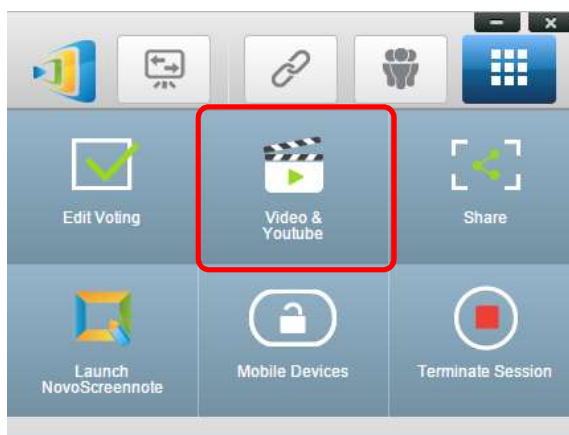 Edit Voting
Video &
Youtube
Share
Launch
NovoScreennote
Mobile Devices
Terminate Session